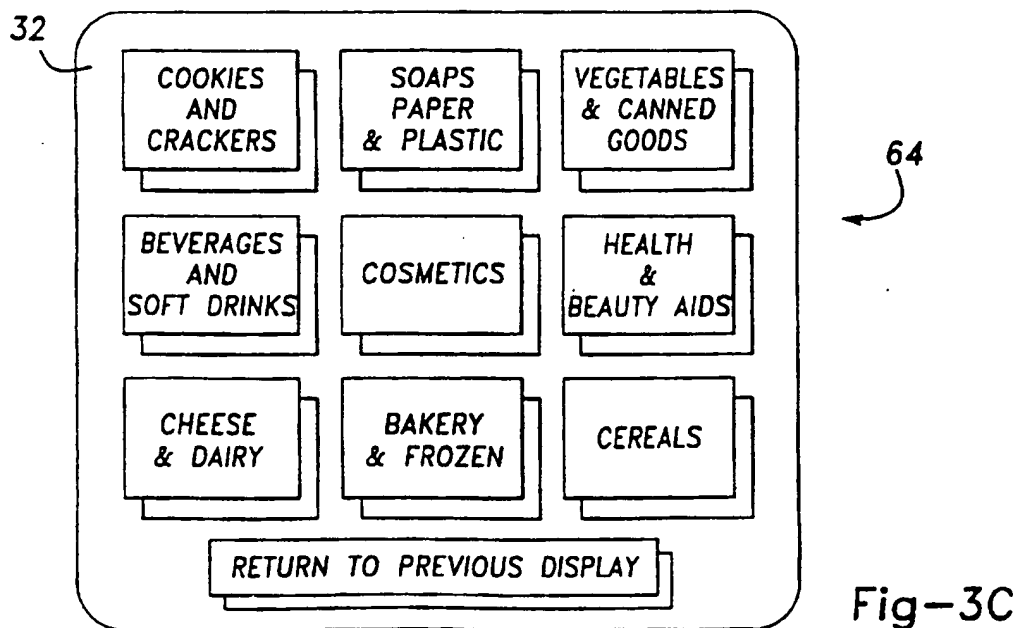 32
COOKIES
AND
CRACKERS
SOAPS
PAPER
& PLASTIC
VEGETABLES
& CANNED
GOODS
64
BEVERAGES
AND
SOFT DRINKS
COSMETICS
HEALTH
&
BEAUTY AIDS
CHEESE
& DAIRY
BAKERY
& FROZEN
CEREALS
RETURN TO PREVIOUS DISPLAY
Fig-3C